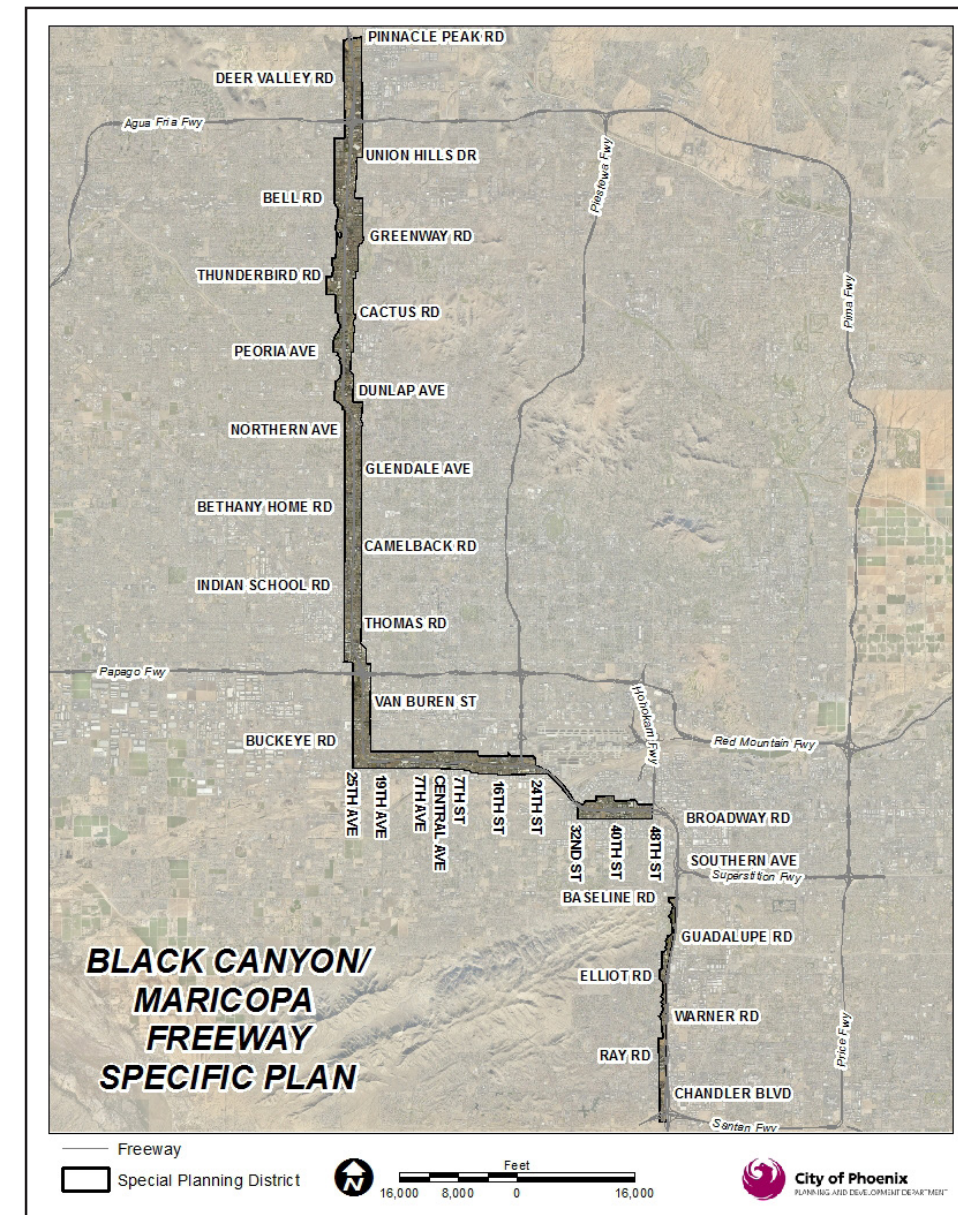 PINNACLE PEAK RD
DEER VALLEY RD
Agua Fria Fwy
Piestewa Fwy
UNION HILLS DR
BELL RD
GREENWAY RD
THUNDERBIRD RD
Pima Fwy
CACTUS RD
PEORIA AVE
DUNLAP AVE
NORTHERN AVE
GLENDALE AVE
BETHANY HOME RD
CAMELBACK RD
INDIAN SCHOOL RD
THOMAS RD
Papago Fwy
Hohokam Fwy
VAN BUREN ST
BUCKEYE RD
Red Mountain Fwy
25TH AVE
19TH AVE
7TH AVE
CENTRAL AVE
7TH ST
16TH ST
24TH ST
32ND ST
40TH ST
48TH ST
BROADWAY RD
SOUTHERN AVE
Superstition Fwy
BASELINE RD
GUADALUPE RD
ELLIOT RD
WARNER RD
RAY RD
Price Fwy
CHANDLER BLVD
Santan Fwy
BLACK CANYON/
MARICOPA
FREEWAY
SPECIFIC PLAN
Freeway
Special Planning District
N
Feet
16,000 8,000 0 16,000
City of Phoenix
PLANNING AND DEVELOPMENT DEPARTMENT